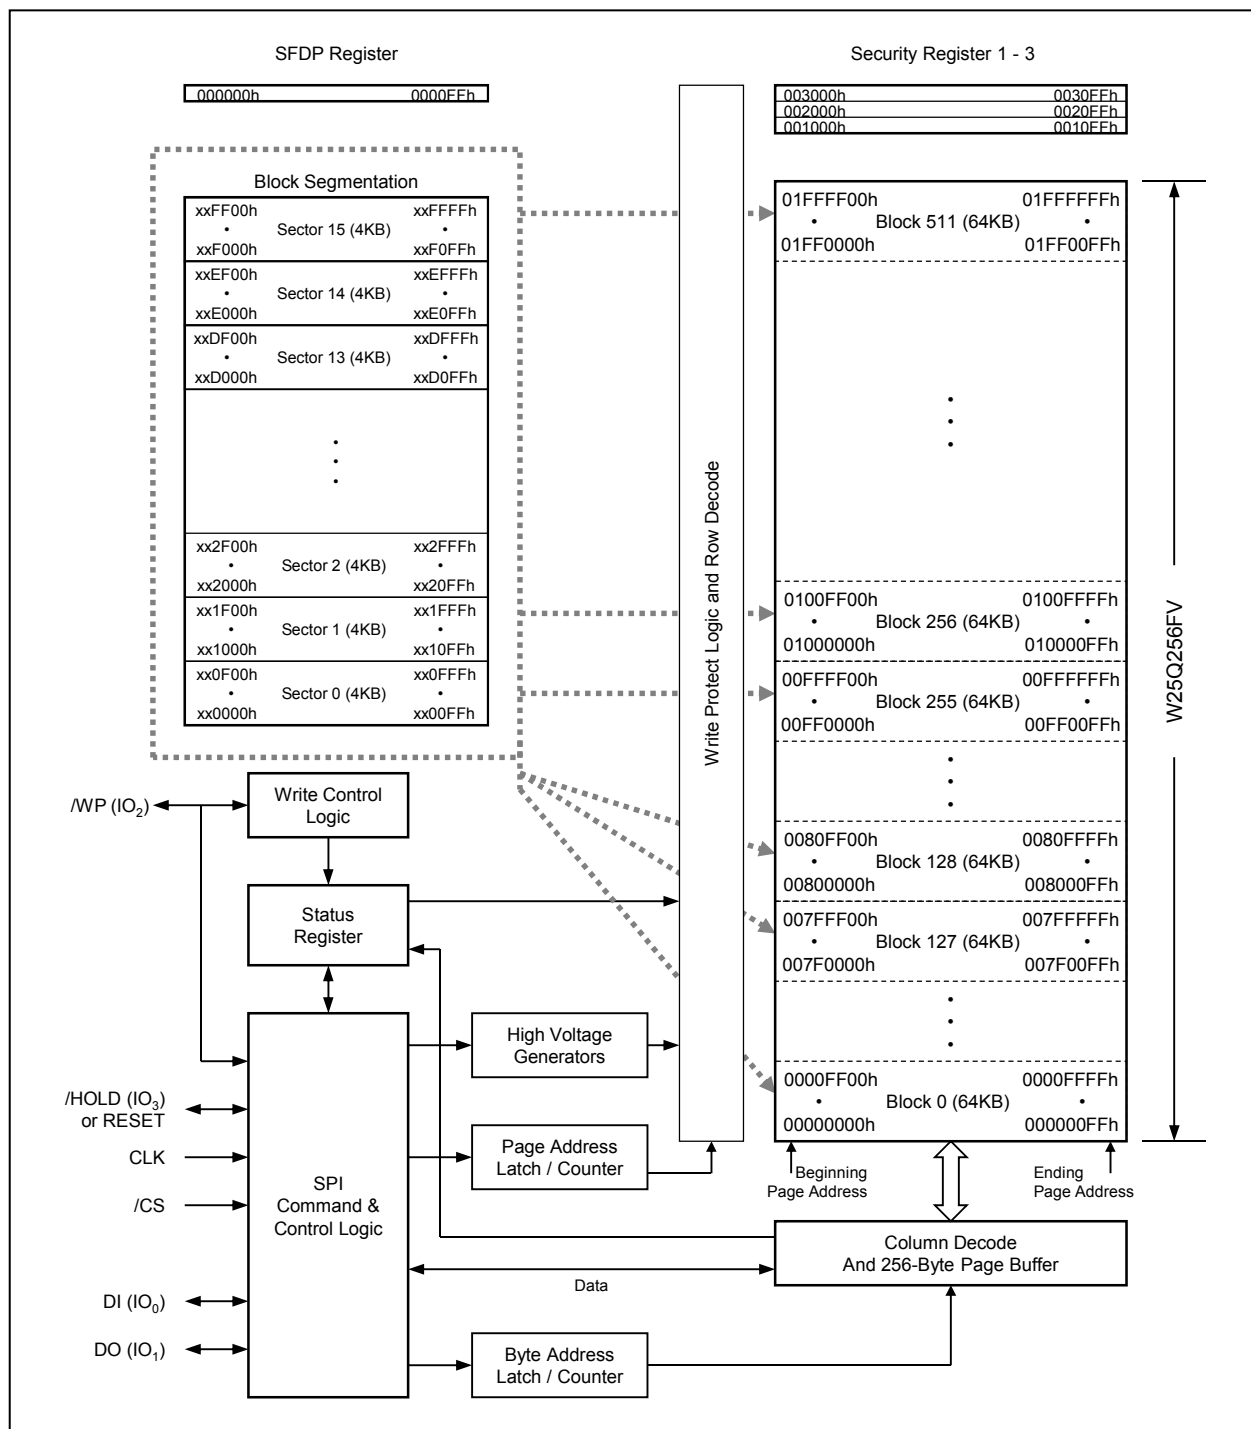 SFDP Register
000000h 0000FFh
Security Register 1 - 3
003000h 0030FFh
002000h 0020FFh
001000h 0010FFh
Block Segmentation
xxFF00h xxFFFFh
• Sector 15 (4KB) •
xxF000h xxF0FFh
xxEF00h xxEFFFh
• Sector 14 (4KB) •
xxE000h xxE0FFh
xxDF00h xxDFFFh
• Sector 13 (4KB) •
xxD000h xxD0FFh
xx2F00h xx2FFFh
• Sector 2 (4KB) •
xx2000h xx20FFh
xx1F00h xx1FFFh
• Sector 1 (4KB) •
xx1000h xx10FFh
xx0F00h xx0FFFh
• Sector 0 (4KB) •
xx0000h xx00FFh
Write Protect Logic and Row Decode
01FFFF00h 01FFFFFFh
• Block 511 (64KB) •
01FF0000h 01FF00FFh
0100FF00h 0100FFFFh
• Block 256 (64KB) •
01000000h 010000FFh
00FFFF00h 00FFFFFFh
• Block 255 (64KB) •
00FF0000h 00FF00FFh
0080FF00h 0080FFFFh
• Block 128 (64KB) •
00800000h 008000FFh
007FFF00h 007FFFFFh
• Block 127 (64KB) •
007F0000h 007F00FFh
0000FF00h 0000FFFFh
• Block 0 (64KB) •
00000000h 000000FFh
W25Q256FV
Beginning
Page Address
Ending
Page Address
/WP (IO2)
Write Control
Logic
Status
Register
High Voltage
Generators
/HOLD (IO3)
or RESET
CLK
/CS
DI (IO0)
DO (IO1)
SPI
Command &
Control Logic
Page Address
Latch / Counter
Column Decode
And 256-Byte Page Buffer
Data
Byte Address
Latch / Counter